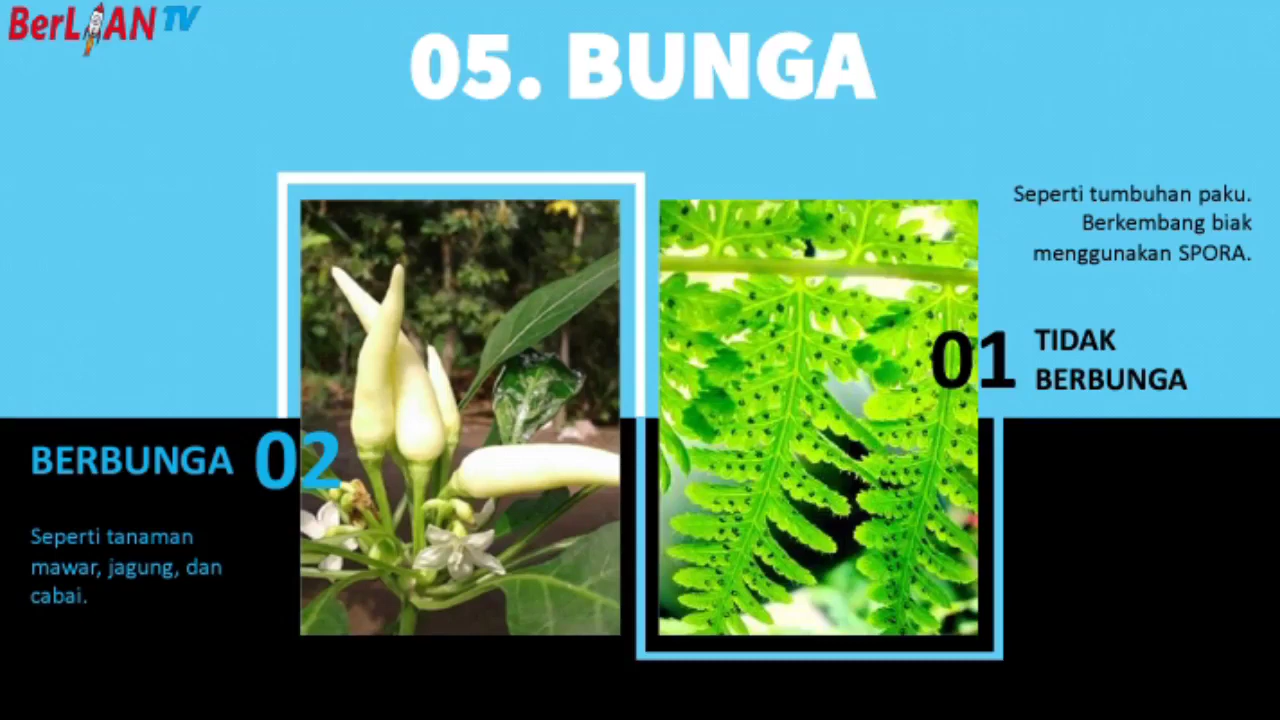 BerLIAN TV
05. BUNGA
Seperti tumbuhan paku.
Berkembang biak
menggunakan SPORA.
01
TIDAK
BERBUNGA
BERBUNGA
02
Seperti tanaman
mawar, jagung, dan
cabai.